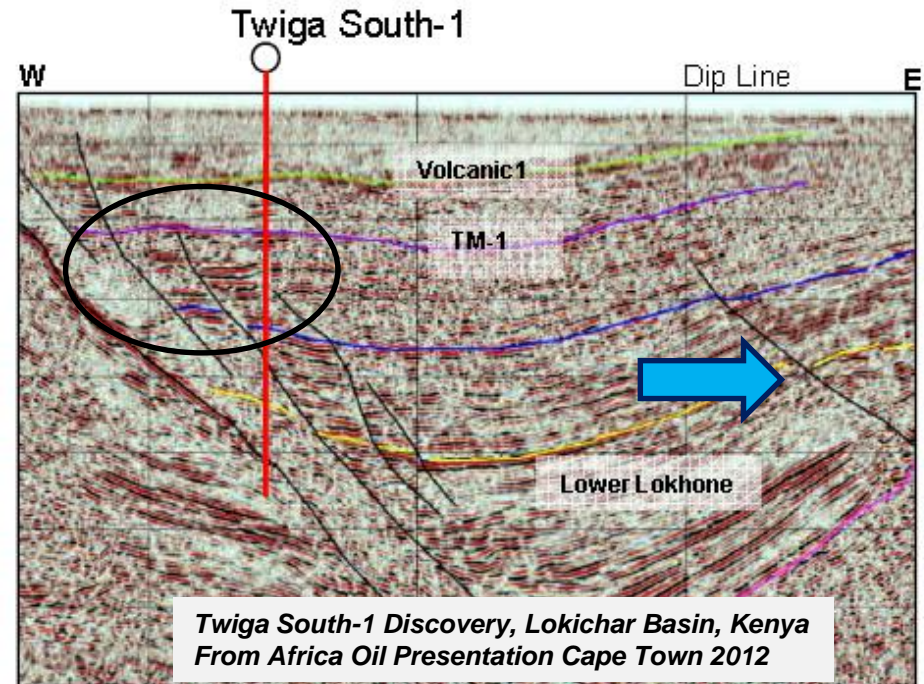 Twiga South-1
W
Dip Line
E
Volcanic1
TM-1
Lower Lokhone
Twiga South-1 Discovery, Lokichar Basin, Kenya
From Africa Oil Presentation Cape Town 2012